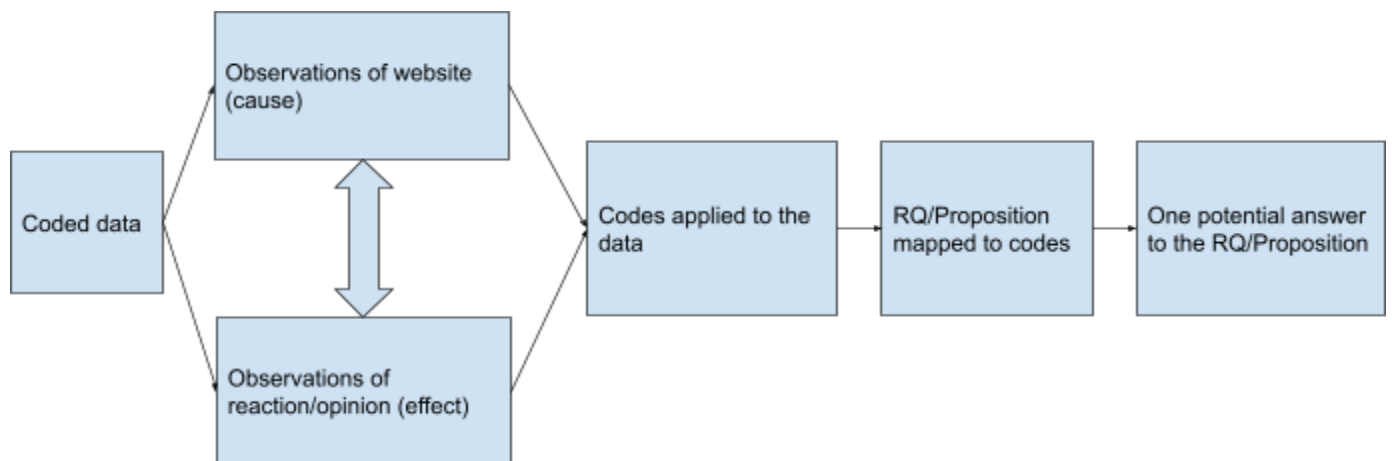 Observations of website
(cause)
Coded data
Codes applied to the
data
RQ/Proposition
mapped to codes
One potential answer
to the RQ/Proposition
Observations of
reaction/opinion (effect)